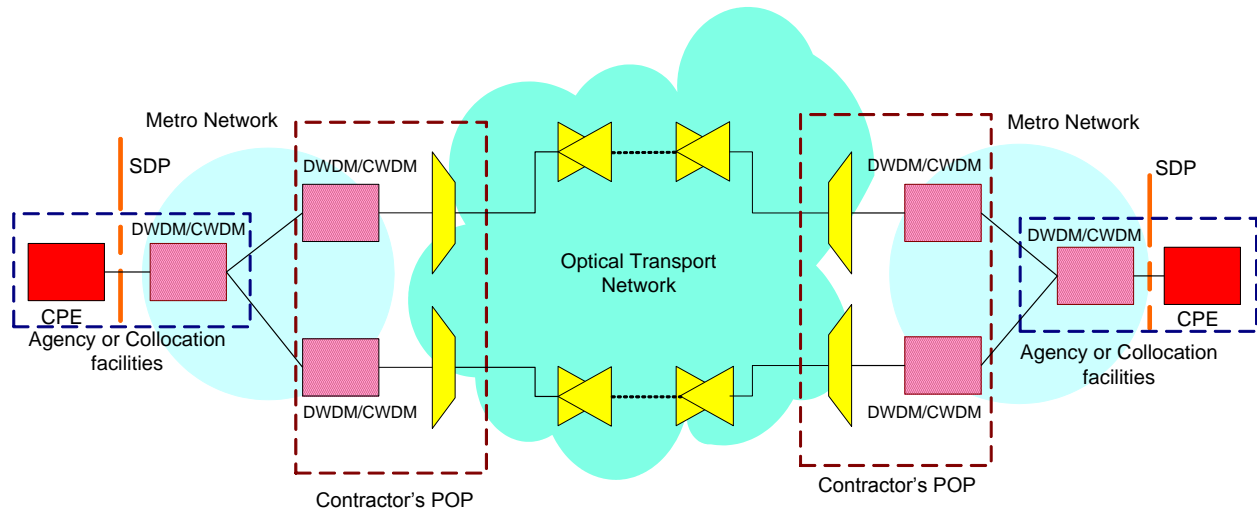 Metro Network
SDP
DWDM/CWDM
DWDM/CWDM
CPE
Agency or Collocation
facilities
DWDM/CWDM
Contractor's POP
Optical Transport
Network
Metro Network
SDP
DWDM/CWDM
DWDM/CWDM
CPE
Agency or Collocation
facilities
DWDM/CWDM
Contractor's POP